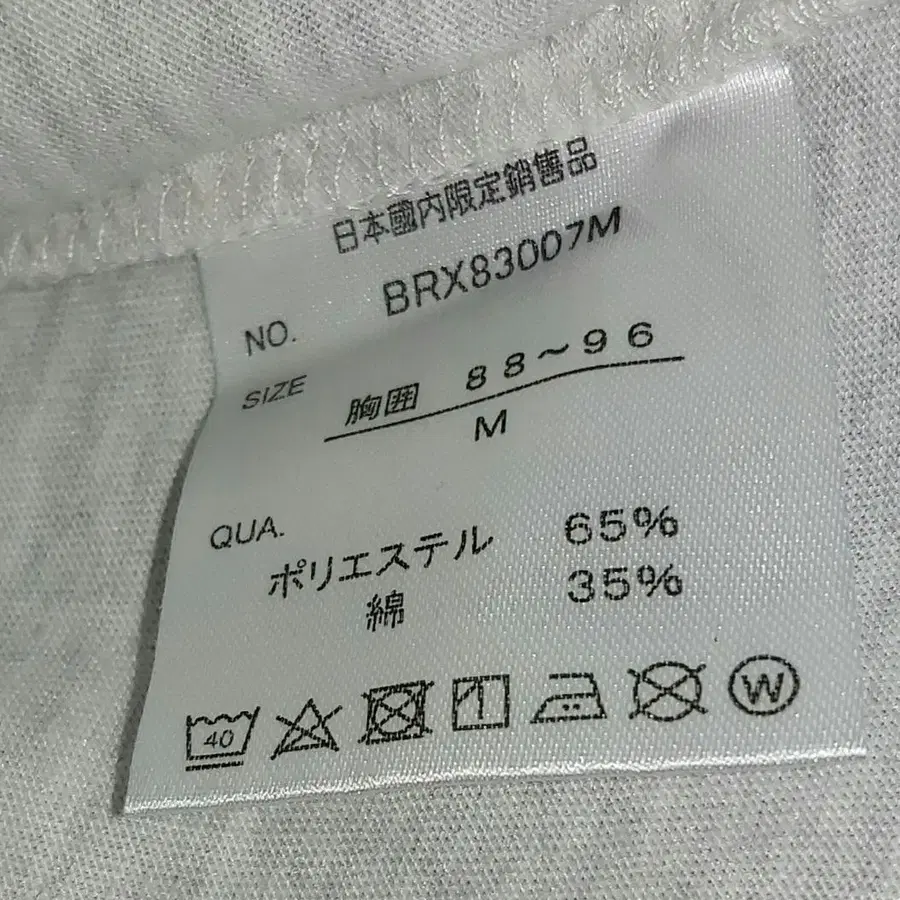 日本國内限定銷售品
NO. BRX83007M
SIZE 胸囲 88~96
M
QUA.
ポリエステル 65%
綿 35%
40 W